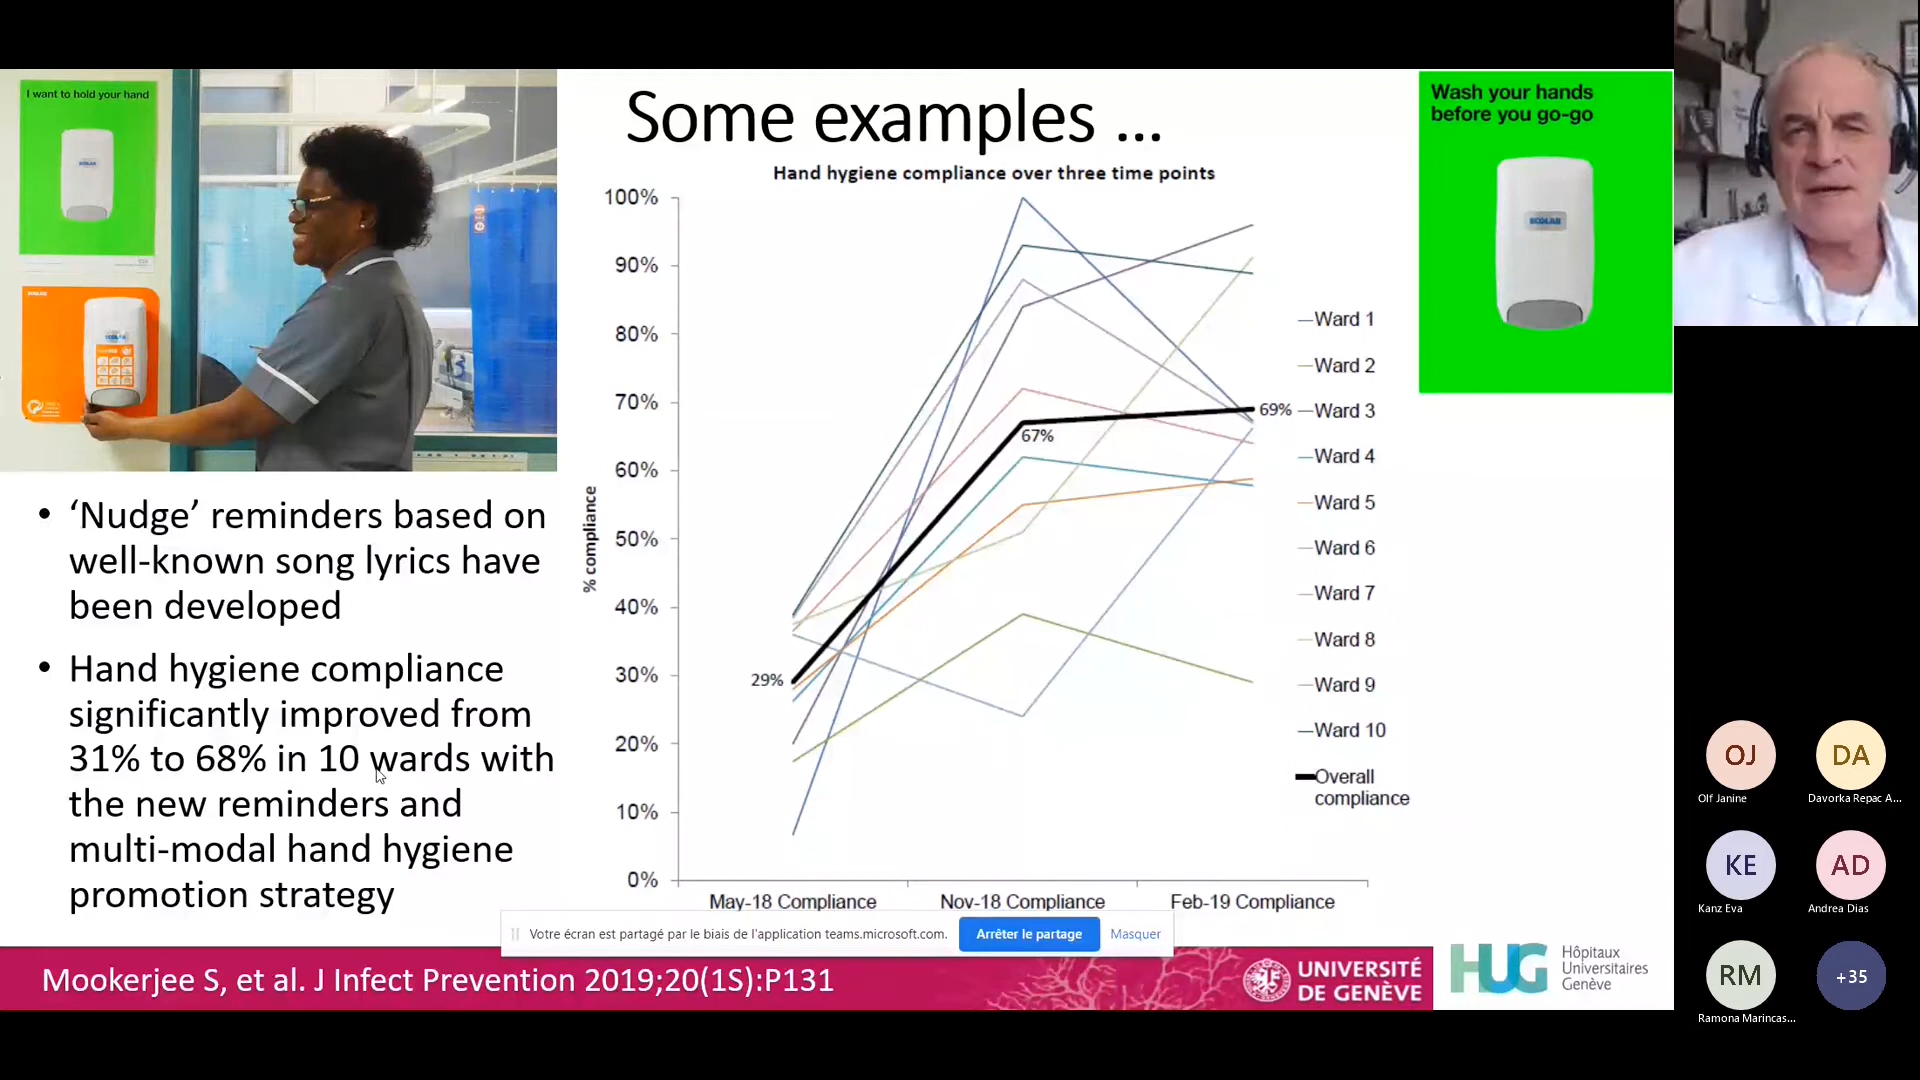 I want to hold your hand
ECOLAB
ECOLAB
Some examples ...
Wash your hands
before you go-go
ECOLAB
Hand hygiene compliance over three time points
% compliance
100%
90%
80%
70%
60%
50%
40%
30%
20%
10%
0%
29%
67%
69%
May-18 Compliance
Nov-18 Compliance
Feb-19 Compliance
Ward 1
Ward 2
Ward 3
Ward 4
Ward 5
Ward 6
Ward 7
Ward 8
Ward 9
Ward 10
Overall
compliance
• ‘Nudge’ reminders based on
well-known song lyrics have
been developed
• Hand hygiene compliance
significantly improved from
31% to 68% in 10 wards with
the new reminders and
multi-modal hand hygiene
promotion strategy
Votre écran est partagé par le biais de l'application teams.microsoft.com.
Arrêter le partage
Masquer
Mookerjee S, et al. J Infect Prevention 2019;20(1S):P131
UNIVERSITÉ
DE GENÈVE
HUG
Hôpitaux
Universitaires
Genève
OJ
Olf Janine
DA
Davorka Repac A...
KE
Kanz Eva
AD
Andrea Dias
RM
Ramona Marincas...
+35